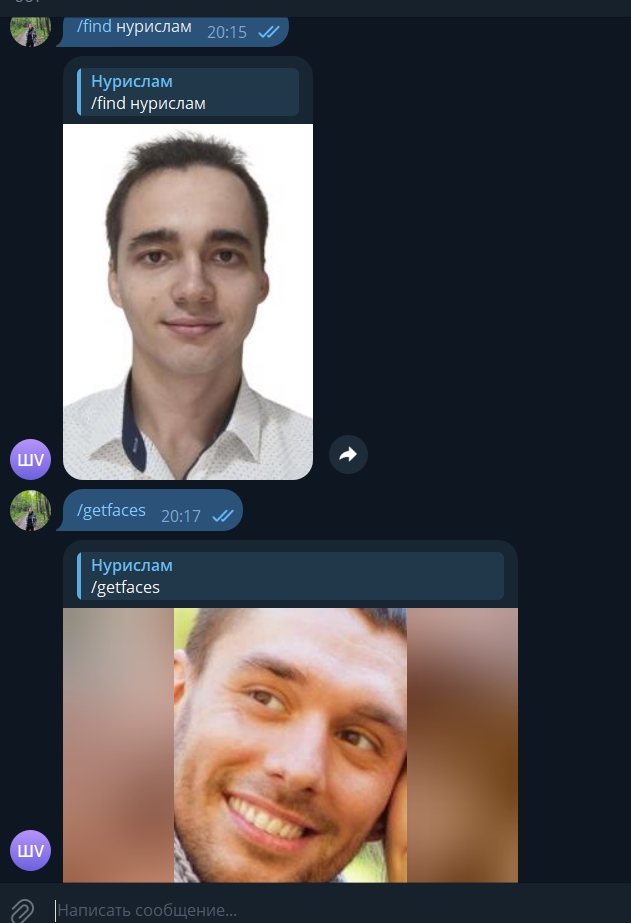 /find нурислам 20:15
Нурислам
/find нурислам
ШV
/getfaces 20:17
Нурислам
/getfaces
ШV
Написать сообщение...